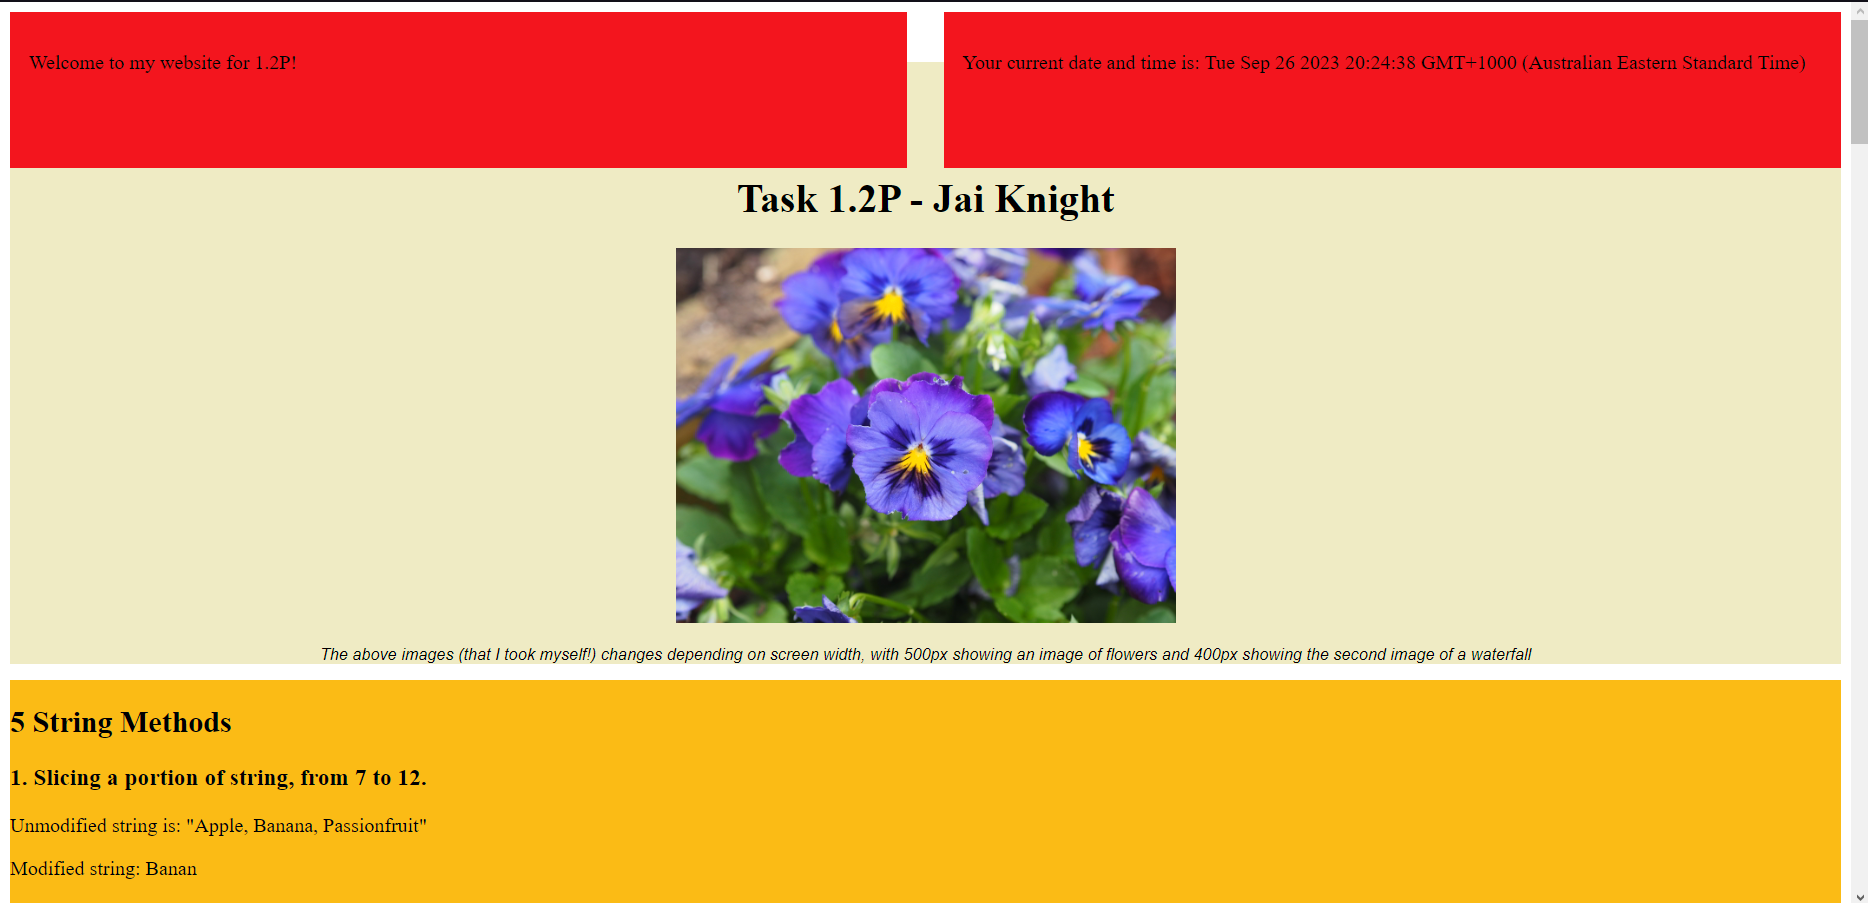 Welcome to my website for 1.2P!
Your current date and time is: Tue Sep 26 2023 20:24:38 GMT+1000 (Australian Eastern Standard Time)
Task 1.2P - Jai Knight
The above images (that I took myself!) changes depending on screen width, with 500px showing an image of flowers and 400px showing the second image of a waterfall
5 String Methods
1. Slicing a portion of string, from 7 to 12.
Unmodified string is: "Apple, Banana, Passionfruit"
Modified string: Banan